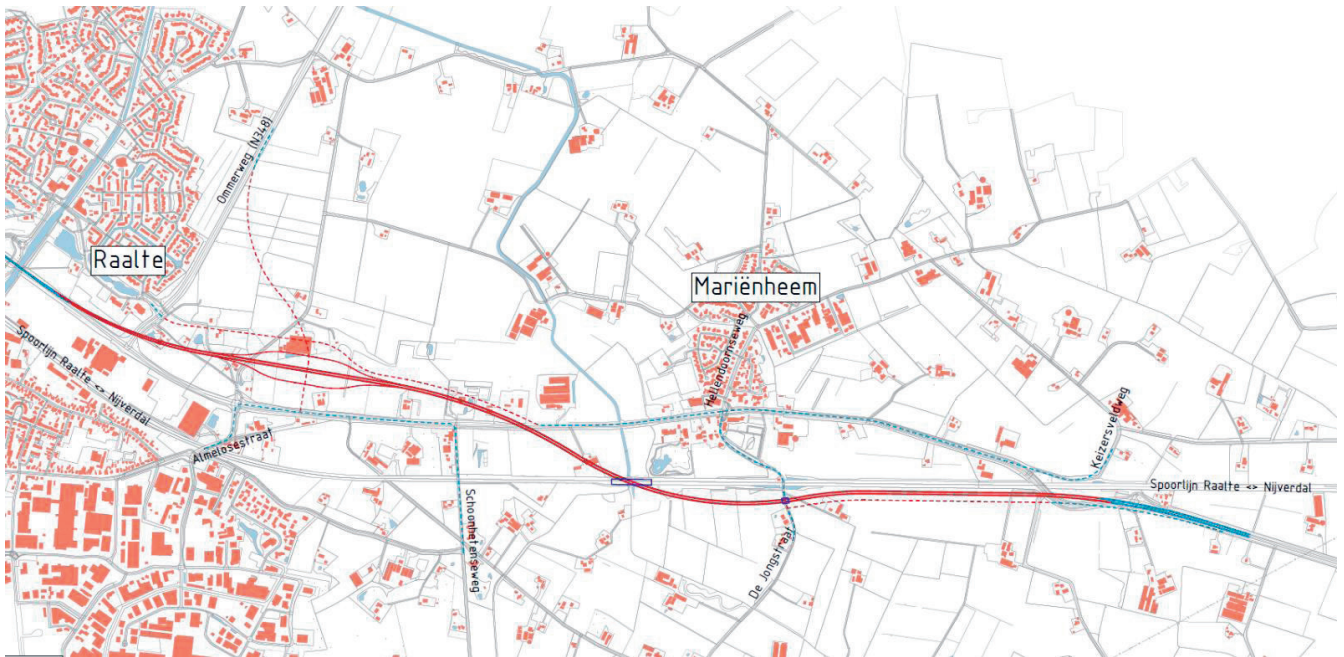 Ommerweg (N348)
Raalte
Mariënheem
Hellendoornseweg
Spoorlijn Raalte <-> Nijverdal
Almelosestraat
Keizersveldweg
Spoorlijn Raalte <-> Nijverdal
Schoonhetenseweg
De Jongstraat